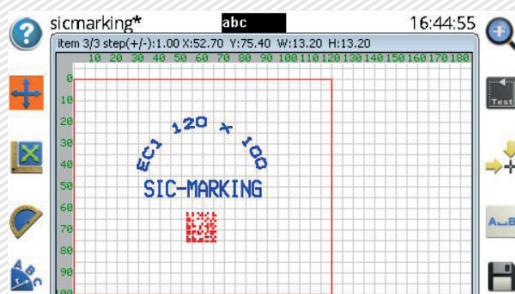 sicmarking*
abc
16:44:55
item 3/3 step(+/-):1.00 X:52.70 Y:75.40 W:13.20 H:13.20
10 20 30 40 50 60 70 80 90 100 110 120 130 140 150 160 170 180
0
10
20
30
40
50
60
70
80
90
100
EC1 120 x 100
SIC-MARKING
?
Test
A B C